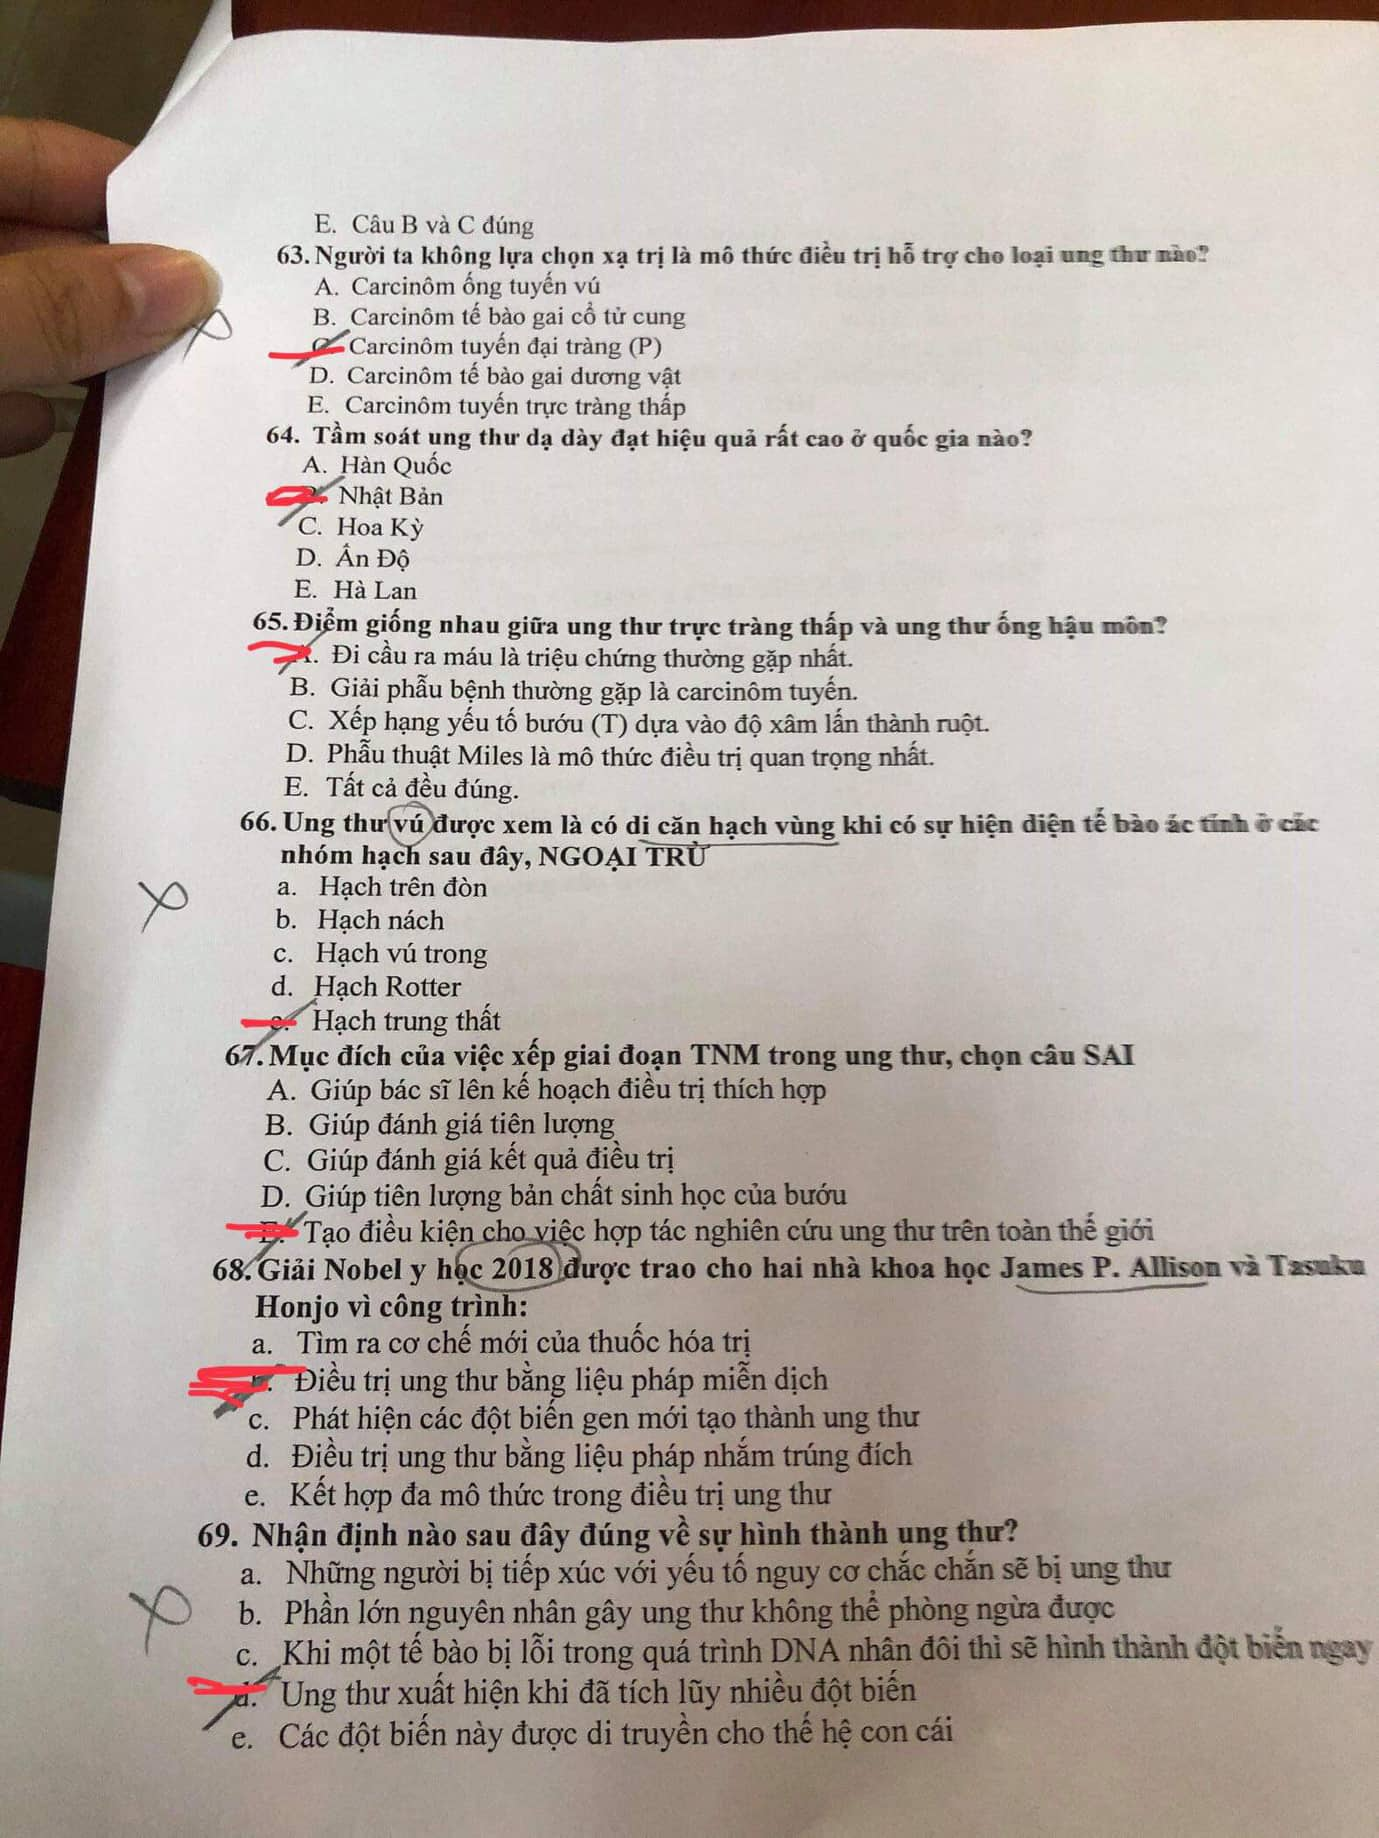 E. Câu B và C đúng
63. Người ta không lựa chọn xạ trị là mô thức điều trị hỗ trợ cho loại ung thư nào?
A. Carcinôm ống tuyến vú
B. Carcinôm tế bào gai cổ tử cung
C. Carcinôm tuyến đại tràng (P)
D. Carcinôm tế bào gai dương vật
E. Carcinôm tuyến trực tràng thấp
64. Tầm soát ung thư dạ dày đạt hiệu quả rất cao ở quốc gia nào?
A. Hàn Quốc
B. Nhật Bản
C. Hoa Kỳ
D. Ấn Độ
E. Hà Lan
65. Điểm giống nhau giữa ung thư trực tràng thấp và ung thư ống hậu môn?
A. Đi cầu ra máu là triệu chứng thường gặp nhất.
B. Giải phẫu bệnh thường gặp là carcinôm tuyến.
C. Xếp hạng yếu tố bướu (T) dựa vào độ xâm lấn thành ruột.
D. Phẫu thuật Miles là mô thức điều trị quan trọng nhất.
E. Tất cả đều đúng.
66. Ung thư vú được xem là có di căn hạch vùng khi có sự hiện diện tế bào ác tính ở các
nhóm hạch sau đây, NGOẠI TRỪ
a. Hạch trên đòn
b. Hạch nách
c. Hạch vú trong
d. Hạch Rotter
e. Hạch trung thất
67. Mục đích của việc xếp giai đoạn TNM trong ung thư, chọn câu SAI
A. Giúp bác sĩ lên kế hoạch điều trị thích hợp
B. Giúp đánh giá tiên lượng
C. Giúp đánh giá kết quả điều trị
D. Giúp tiên lượng bản chất sinh học của bướu
E. Tạo điều kiện cho việc hợp tác nghiên cứu ung thư trên toàn thế giới
68. Giải Nobel y học 2018 được trao cho hai nhà khoa học James P. Allison và Tasuku
Honjo vì công trình:
a. Tìm ra cơ chế mới của thuốc hóa trị
b. Điều trị ung thư bằng liệu pháp miễn dịch
c. Phát hiện các đột biến gen mới tạo thành ung thư
d. Điều trị ung thư bằng liệu pháp nhắm trúng đích
e. Kết hợp đa mô thức trong điều trị ung thư
69. Nhận định nào sau đây đúng về sự hình thành ung thư?
a. Những người bị tiếp xúc với yếu tố nguy cơ chắc chắn sẽ bị ung thư
b. Phần lớn nguyên nhân gây ung thư không thể phòng ngừa được
c. Khi một tế bào bị lỗi trong quá trình DNA nhân đôi thì sẽ hình thành đột biến ngay
d. Ung thư xuất hiện khi đã tích lũy nhiều đột biến
e. Các đột biến này được di truyền cho thế hệ con cái